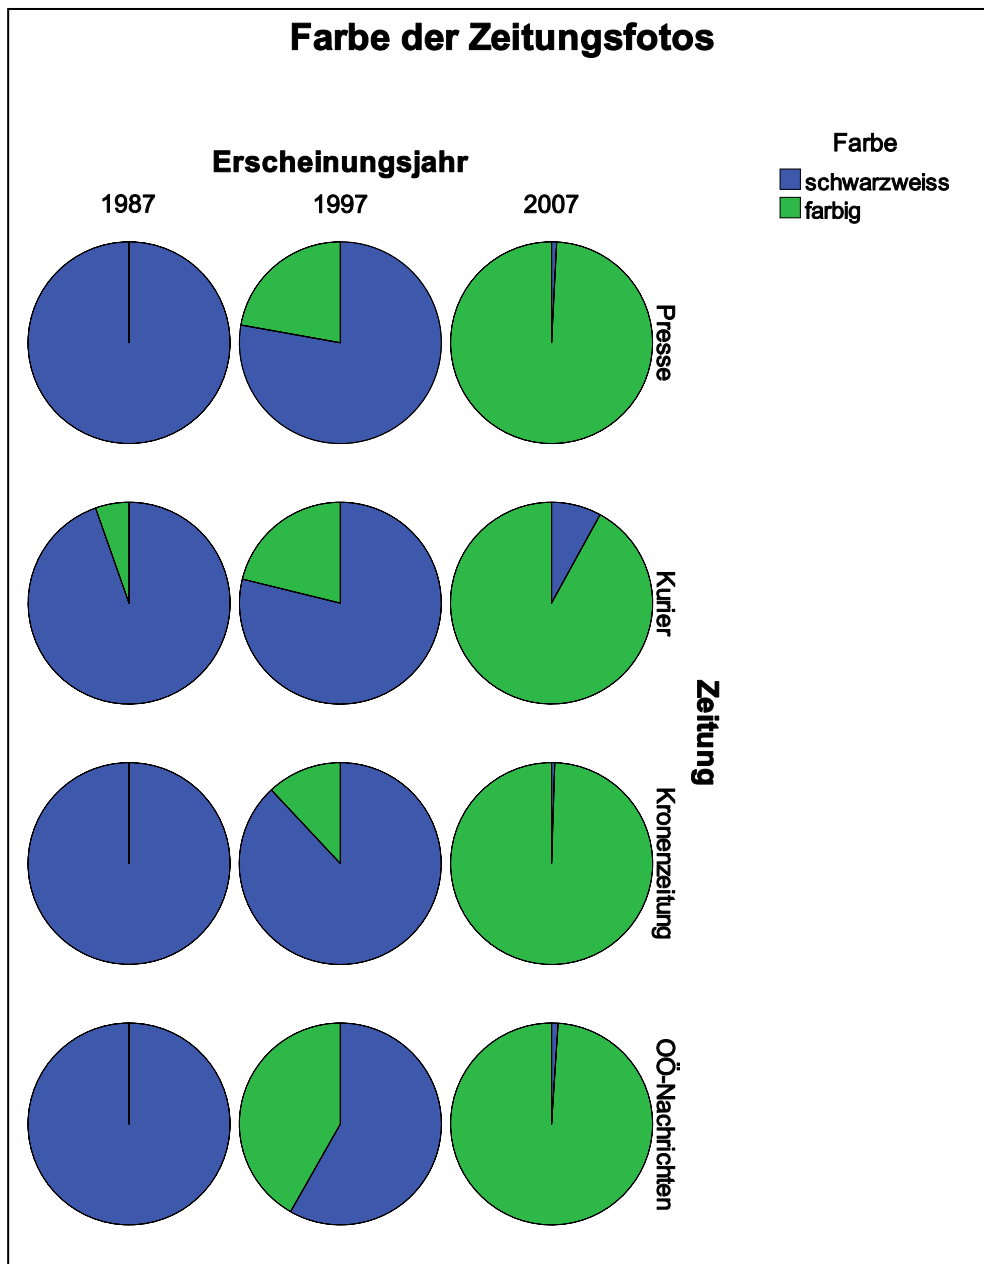 Farbe der Zeitungsfotos
Erscheinungsjahr
1987 1997 2007
Farbe
schwarzweiss
farbig
Presse
Kurier
Zeitung
Kronenzeitung
OÖ-Nachrichten